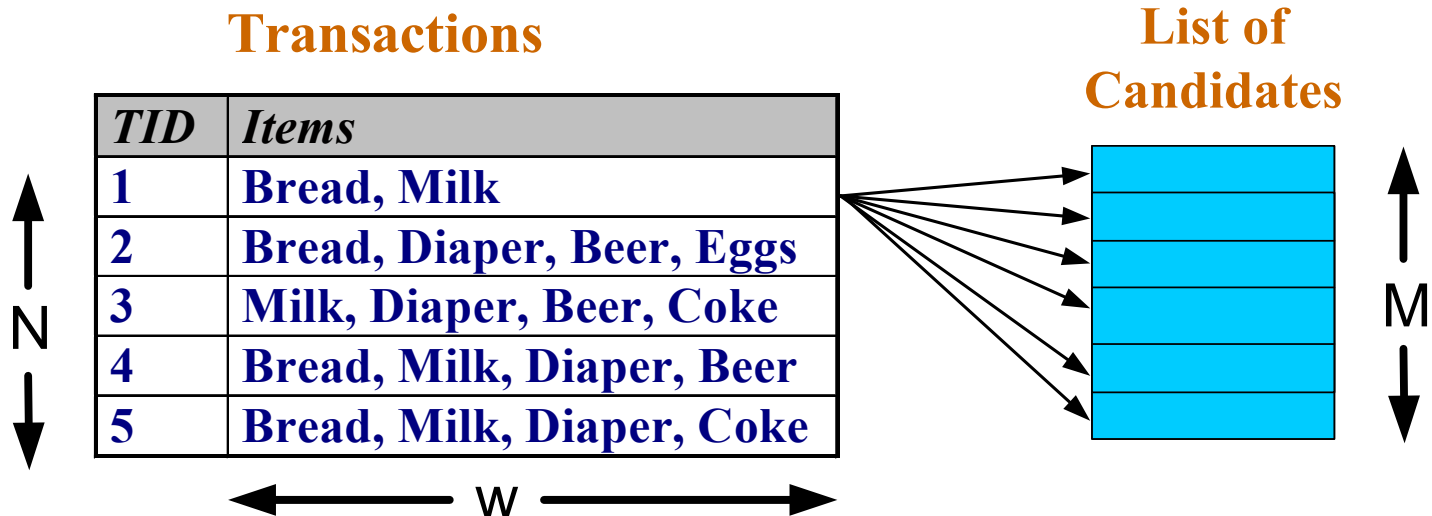 Transactions
List of
Candidates
TID Items
1 Bread, Milk
2 Bread, Diaper, Beer, Eggs
3 Milk, Diaper, Beer, Coke
4 Bread, Milk, Diaper, Beer
5 Bread, Milk, Diaper, Coke
N
M
w